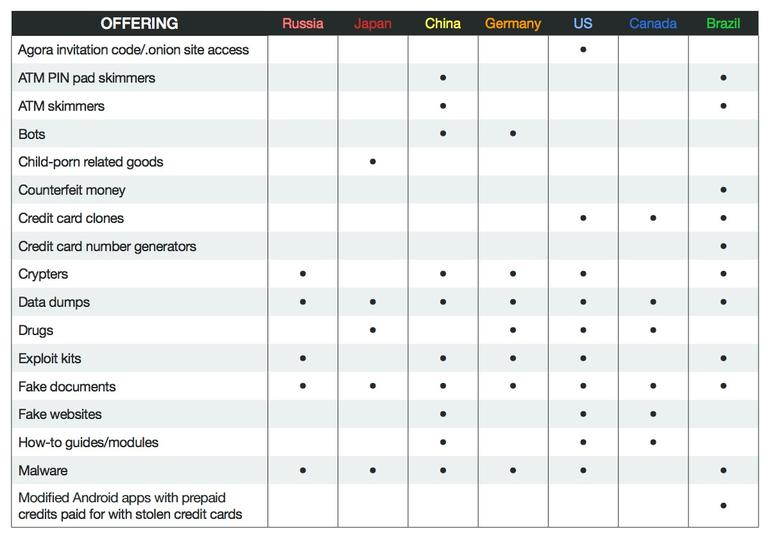 OFFERING Russia Japan China Germany US Canada Brazil
Agora invitation code/.onion site access •
ATM PIN pad skimmers • •
ATM skimmers • •
Bots • •
Child-porn related goods •
Counterfeit money •
Credit card clones • • •
Credit card number generators •
Crypters • • • • •
Data dumps • • • • • • •
Drugs • • • •
Exploit kits • • • • •
Fake documents • • • • • • •
Fake websites • • •
How-to guides/modules • • •
Malware • • • • • •
Modified Android apps with prepaid
credits paid for with stolen credit cards •